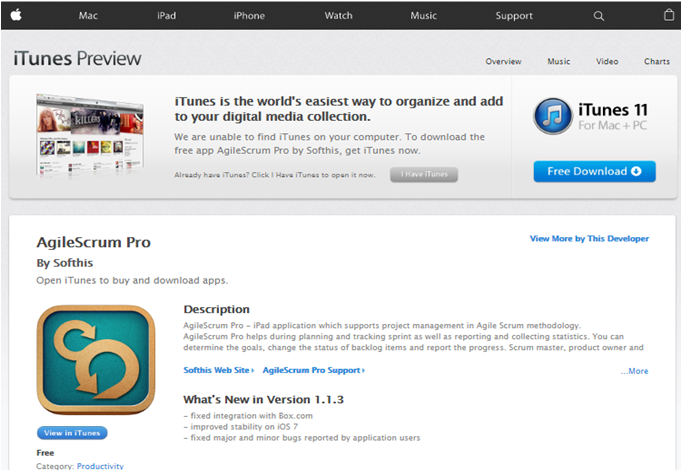 Mac iPad iPhone Watch Music Support
iTunes Preview
Overview Music Video Charts
iTunes is the world's easiest way to organize and add
to your digital media collection.
We are unable to find iTunes on your computer. To download the
free app AgileScrum Pro by Softhis, get iTunes now.
Already have iTunes? Click I Have iTunes to open it now.
I Have iTunes
KILLERS
iTunes 11
For Mac + PC
Free Download
AgileScrum Pro
View More by This Developer
By Softhis
Open iTunes to buy and download apps.
Description
AgileScrum Pro - iPad application which supports project management in Agile Scrum methodology.
AgileScrum Pro helps during planning and tracking sprint as well as reporting and collecting statistics. You can
determine the goals, change the status of backlog items and report the progress. Scrum master, product owner and
Softhis Web Site AgileScrum Pro Support
...More
What's New in Version 1.1.3
- fixed integration with Box.com
- improved stability on iOS 7
- fixed major and minor bugs reported by application users
View in iTunes
Free
Category: Productivity